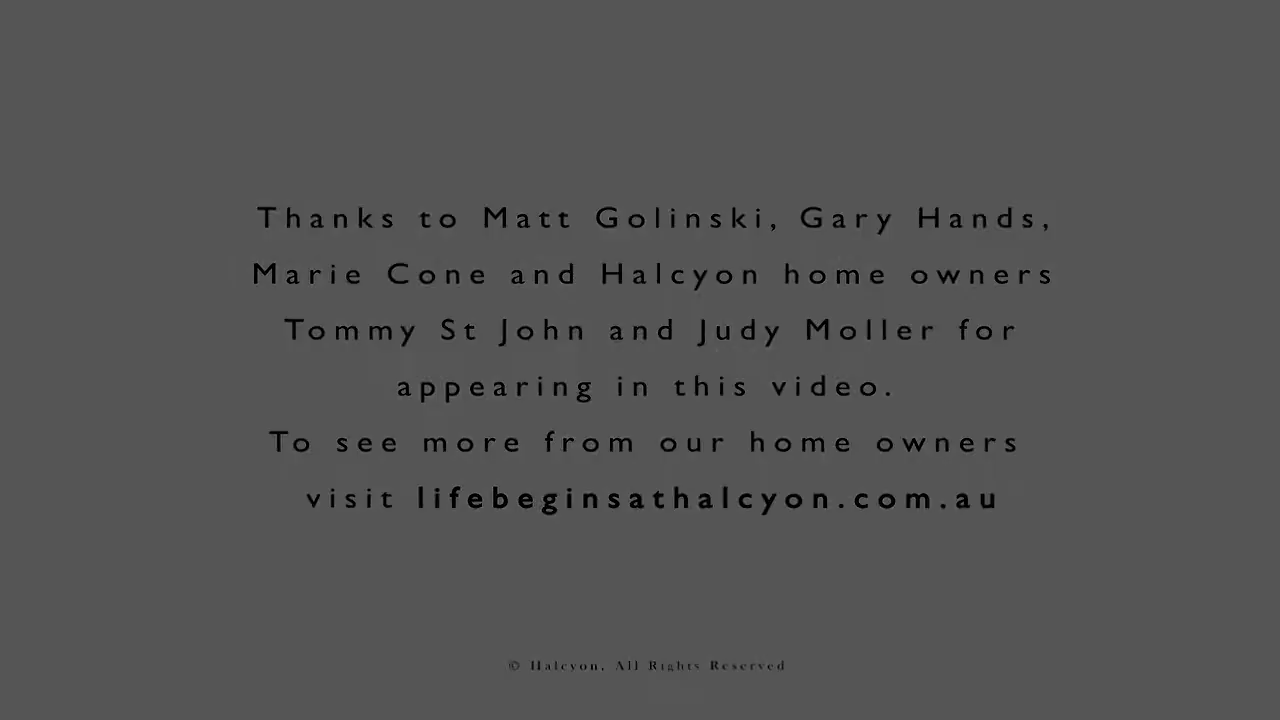 Thanks to Matt Golinski, Gary Hands,
Marie Cone and Halcyon home owners
Tommy St John and Judy Moller for
appearing in this video.
To see more from our home owners
visit lifebeginsathalcyon.com.au
© Halcyon, All Rights Reserved